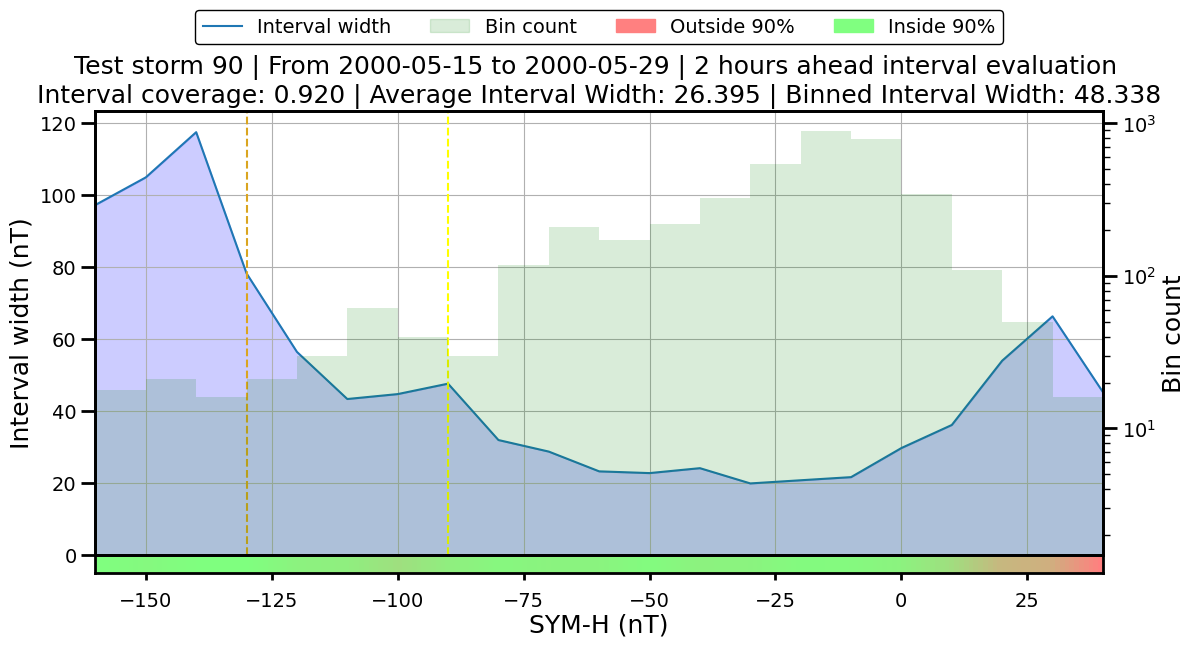 Interval width Bin count Outside 90% Inside 90%
Test storm 90 | From 2000-05-15 to 2000-05-29 | 2 hours ahead interval evaluation
Interval coverage: 0.920 | Average Interval Width: 26.395 | Binned Interval Width: 48.338
Interval width (nT)
120
100
80
60
40
20
0
10³
10²
10¹
Bin count
−150 −125 −100 −75 −50 −25 0 25
SYM-H (nT)